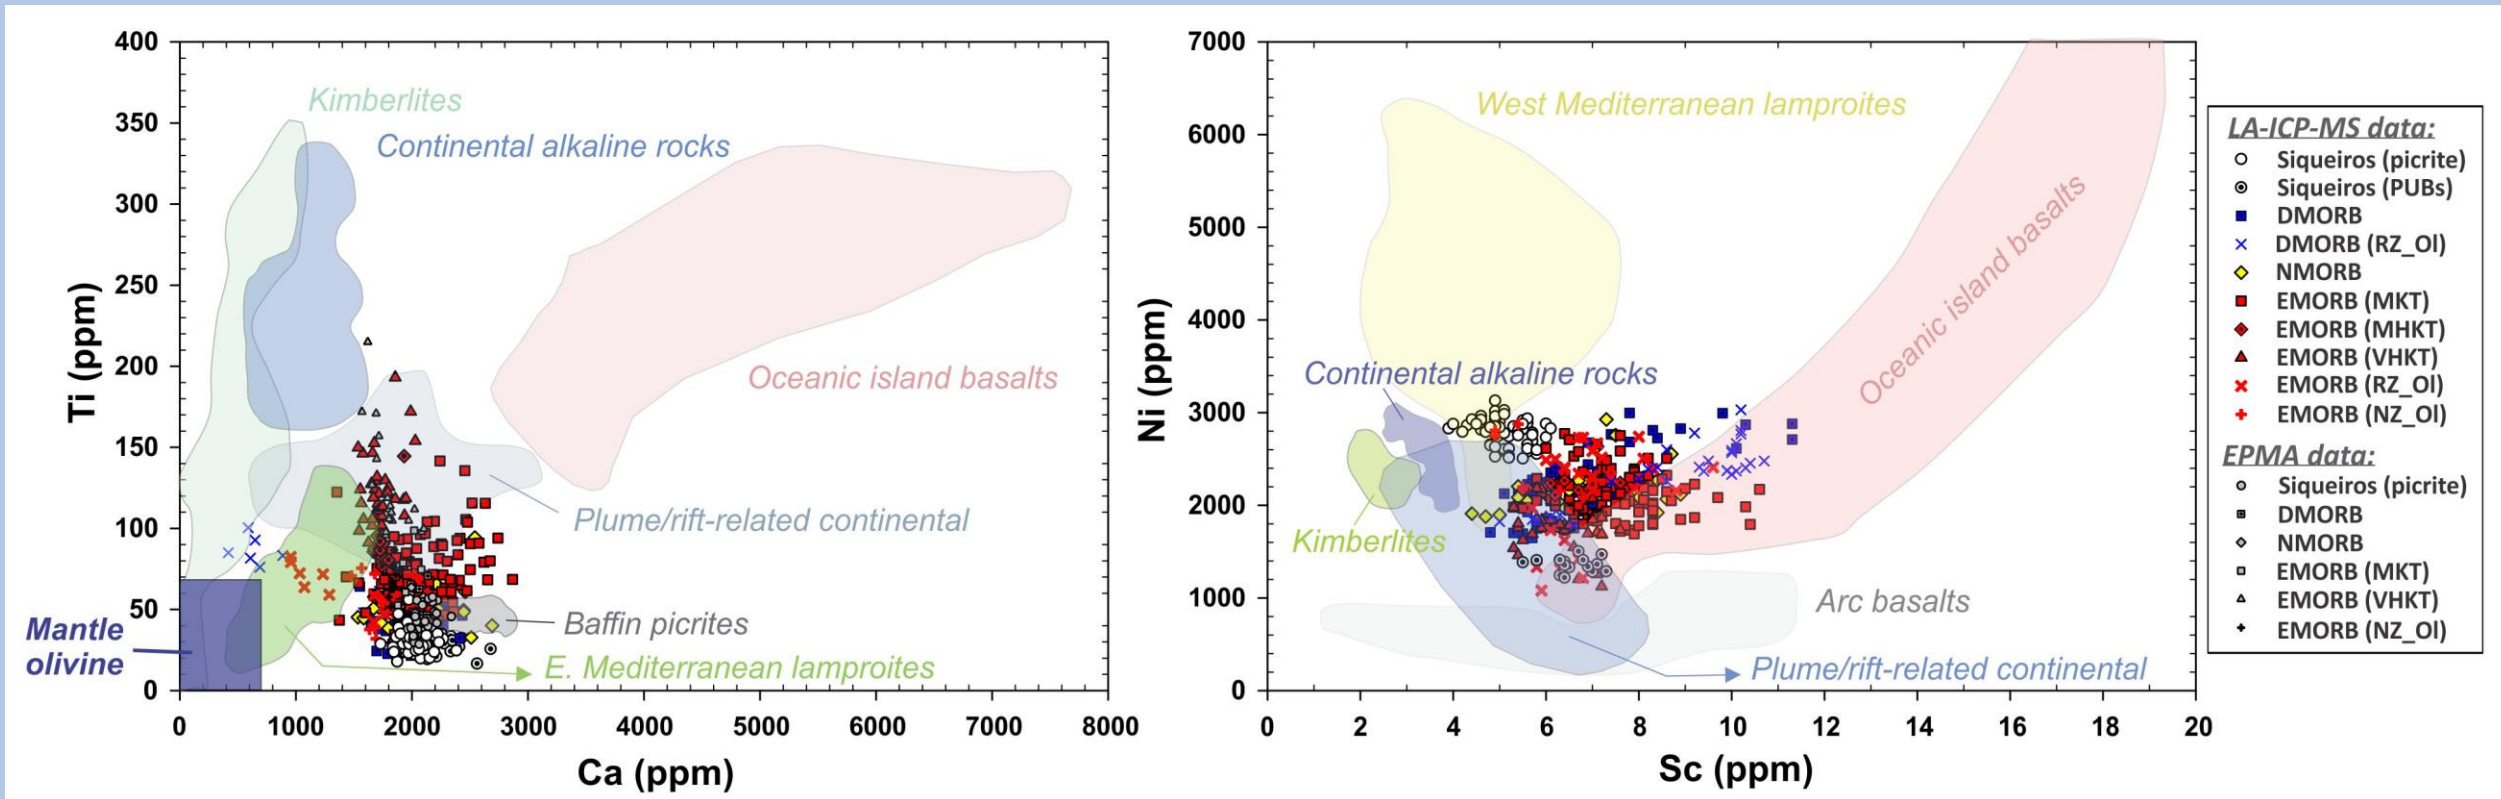 400
350
300
250
200
150
100
50
0
Ti (ppm)
Kimberlites
Continental alkaline rocks
Oceanic island basalts
Plume/rift-related continental
Baffin picrites
E. Mediterranean lamproites
Mantle
olivine
0 1000 2000 3000 4000 5000 6000 7000 8000
Ca (ppm)
7000
6000
5000
4000
3000
2000
1000
0
Ni (ppm)
West Mediterranean lamproites
Continental alkaline rocks
Oceanic island basalts
Kimberlites
Arc basalts
Plume/rift-related continental
0 2 4 6 8 10 12 14 16 18 20
Sc (ppm)
LA-ICP-MS data:
Siqueiros (picrite)
Siqueiros (PUBs)
DMORB
DMORB (RZ_Ol)
NMORB
EMORB (MKT)
EMORB (MHKT)
EMORB (VHKT)
EMORB (RZ_Ol)
EMORB (NZ_Ol)
EPMA data:
Siqueiros (picrite)
DMORB
NMORB
EMORB (MKT)
EMORB (VHKT)
EMORB (NZ_Ol)